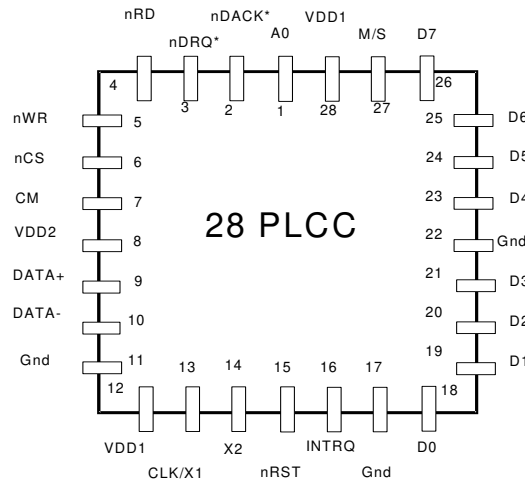 nRD
nDRQ*
nDACK*
A0
VDD1
M/S
D7
4
3
2
1
28
27
26
nWR 5
nCS 6
CM 7
VDD2 8
DATA+ 9
DATA- 10
Gnd 11
28 PLCC
25 D6
24 D5
23 D4
22 Gnd
21 D3
20 D2
19 D1
12
13
14
15
16
17
18
VDD1
CLK/X1
X2
nRST
INTRQ
Gnd
D0